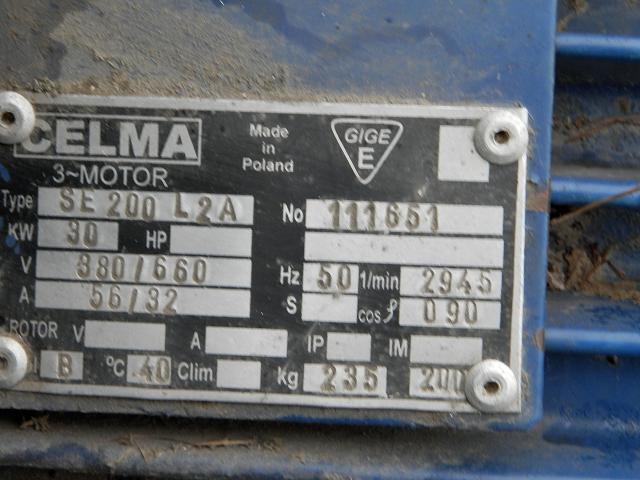 CELMA
Made in Poland
GIGE E
3~MOTOR
Type SE 200 L2A No 111651
KW 30 HP
V 380/660 Hz 50 1/min 2945
A 56/32 S cosφ 0.90
ROTOR V A IP IM
B °C 40 Clim Kg 235 200